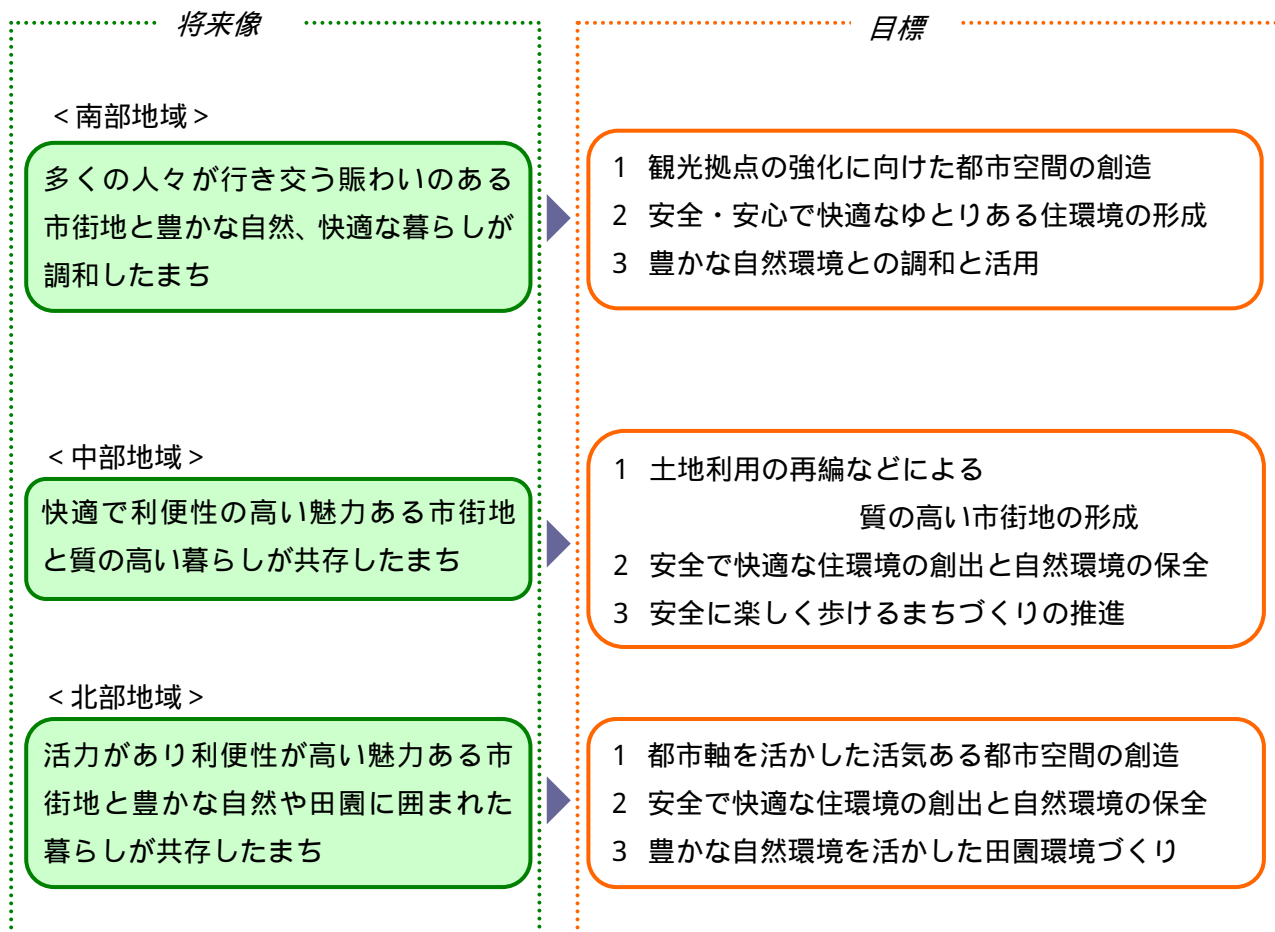 将来像
目標
＜南部地域＞
多くの人々が行き交う賑わいのある
市街地と豊かな自然、快適な暮らしが
調和したまち
1 観光拠点の強化に向けた都市空間の創造
2 安全・安心で快適なゆとりある住環境の形成
3 豊かな自然環境との調和と活用
＜中部地域＞
快適で利便性の高い魅力ある市街地
と質の高い暮らしが共存したまち
1 土地利用の再編などによる
質の高い市街地の形成
2 安全で快適な住環境の創出と自然環境の保全
3 安全に楽しく歩けるまちづくりの推進
＜北部地域＞
活力があり利便性が高い魅力ある市
街地と豊かな自然や田園に囲まれた
暮らしが共存したまち
1 都市軸を活かした活気ある都市空間の創造
2 安全で快適な住環境の創出と自然環境の保全
3 豊かな自然環境を活かした田園環境づくり